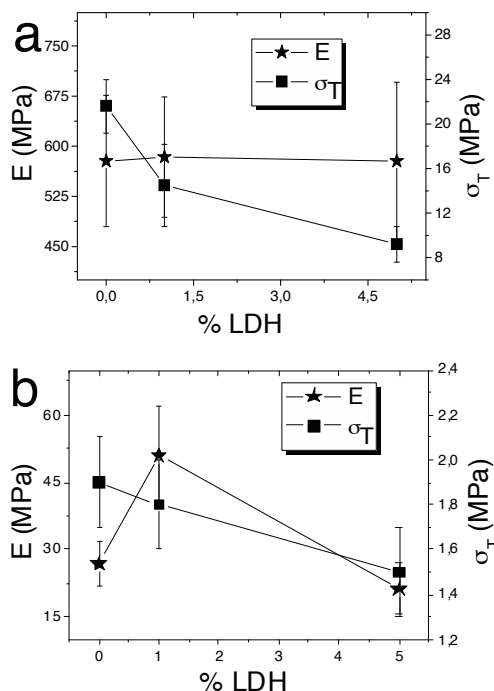 a
E
σT
E (MPa)
750
675
600
525
450
28
24
20
16
12
8
σT (MPa)
0,0 1,5 3,0 4,5
% LDH
b
E
σT
E (MPa)
60
45
30
15
2,4
2,2
2,0
1,8
1,6
1,4
1,2
σT (MPa)
0 1 2 3 4 5
% LDH